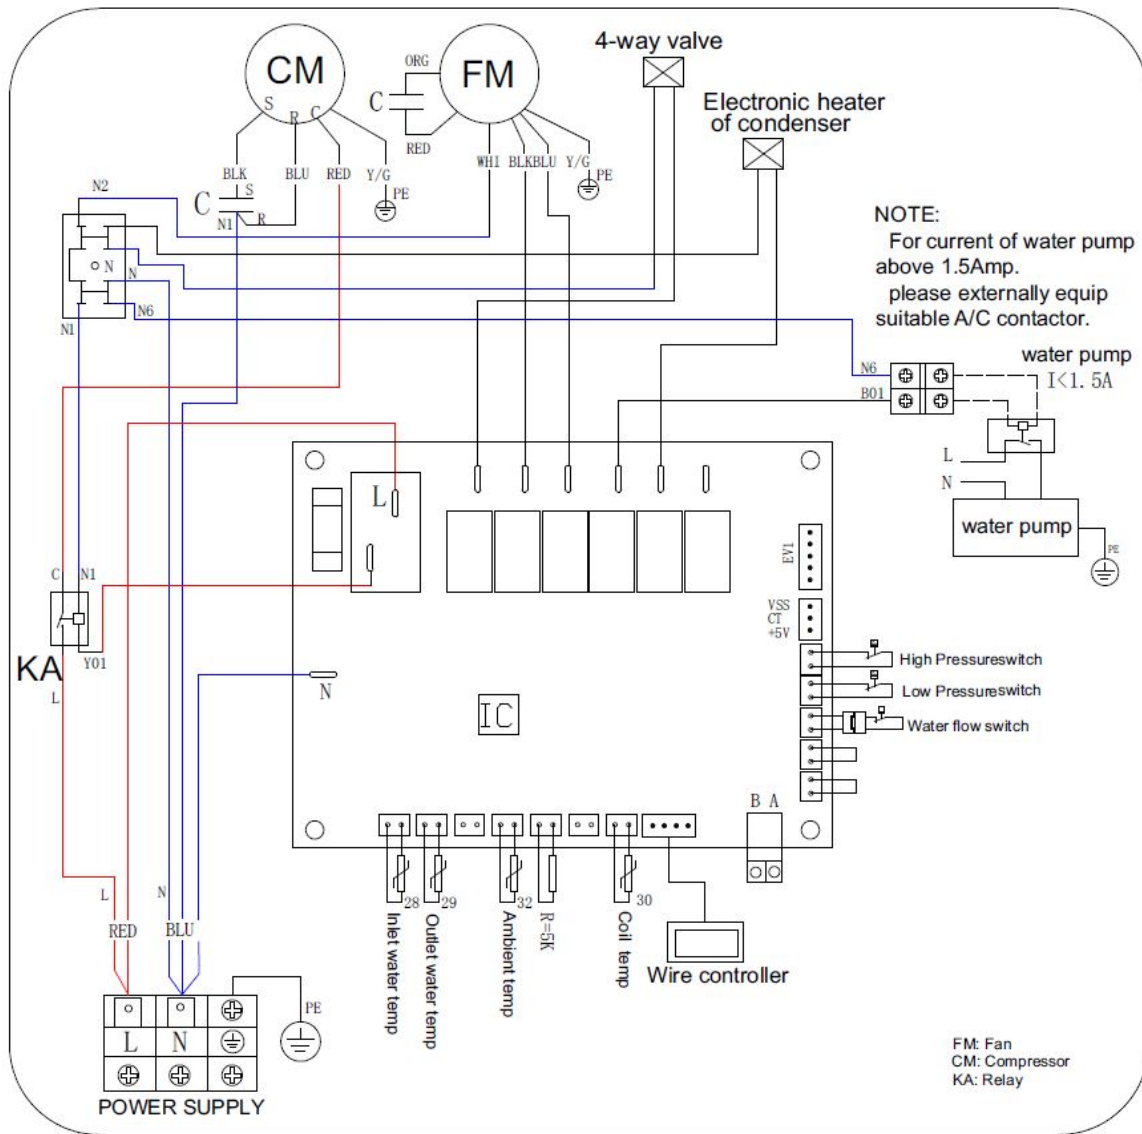 4-way valve
CM
FM
ORG
C
RED
Electronic heater
of condenser
S
R
C
WHI
BLK
BLU
Y/G
PE
BLK
BLU
RED
Y/G
PE
N2
C
S
N1
R
N
N
N1
N6
NOTE:
For current of water pump
above 1.5Amp.
please externally equip
suitable A/C contactor.
water pump
I<1.5A
N6
B01
L
N
water pump
PE
L
EV1
VSS
CT
+5V
C
N1
KA
Y01
L
High Pressureswitch
Low Pressureswitch
Water flow switch
N
IC
B A
28
29
32
30
Inlet water temp
Outlet water temp
Ambient temp
R=5K
Coil temp
Wire controller
L
N
RED
BLU
PE
L
N
POWER SUPPLY
FM: Fan
CM: Compressor
KA: Relay